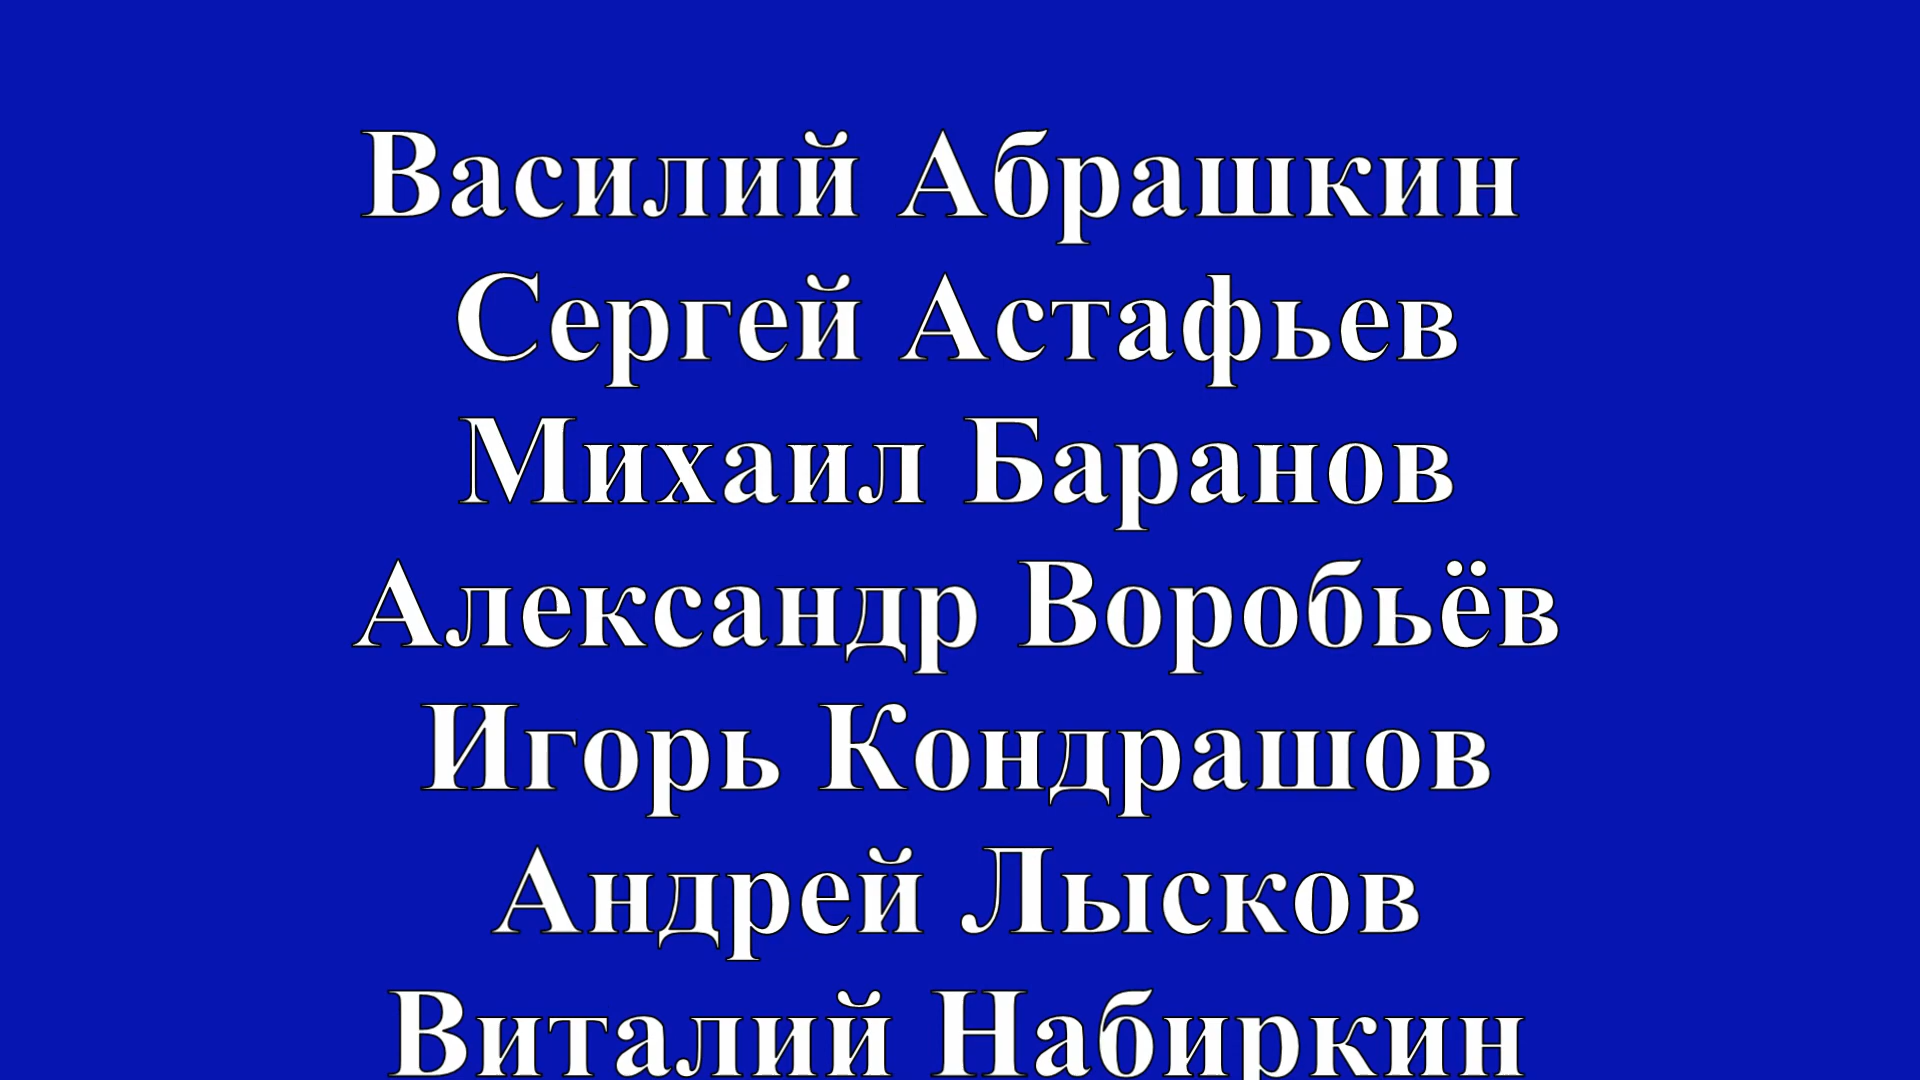 Василий Абрашкин
Сергей Астафьев
Михаил Баранов
Александр Воробьёв
Игорь Кондрашов
Андрей Лысков
Виталий Набиркин